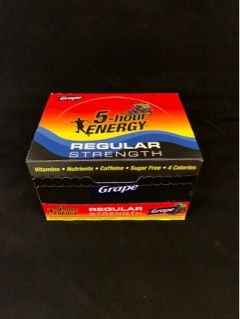 Grape
5-hour
ENERGY
REGULAR
STRENGTH
Vitamins • Nutrients • Caffeine • Sugar Free • 4 Calories
Grape
5-hour
ENERGY
REGULAR
STRENGTH
Grape